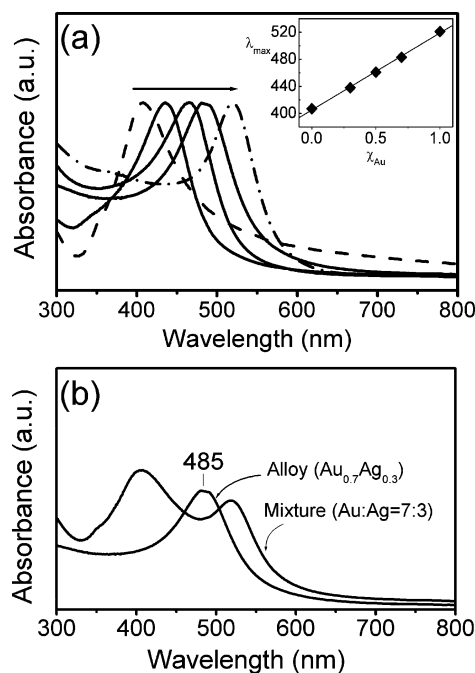 (a)
Absorbance (a.u.)
λmax
520
480
440
400
0.0 0.5 1.0
χAu
300 400 500 600 700 800
Wavelength (nm)
(b)
Absorbance (a.u.)
485
Alloy (Au0.7Ag0.3)
Mixture (Au:Ag=7:3)
300 400 500 600 700 800
Wavelength (nm)